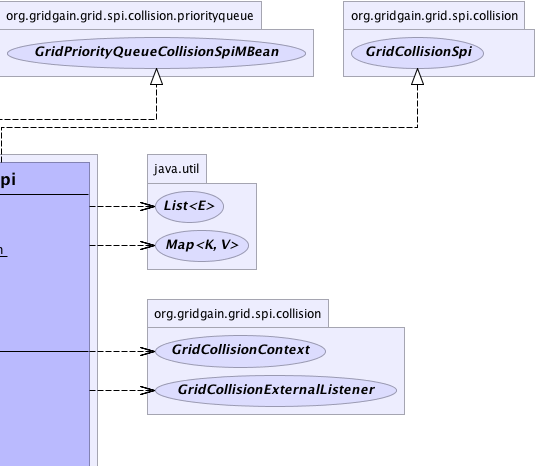 org.gridgain.grid.spi.collision.priorityqueue
org.gridgain.grid.spi.collision
GridPriorityQueueCollisionSpiMBean
GridCollisionSpi
java.util
pi
List<E>
Map<K, V>
n
org.gridgain.grid.spi.collision
GridCollisionContext
GridCollisionExternalListener